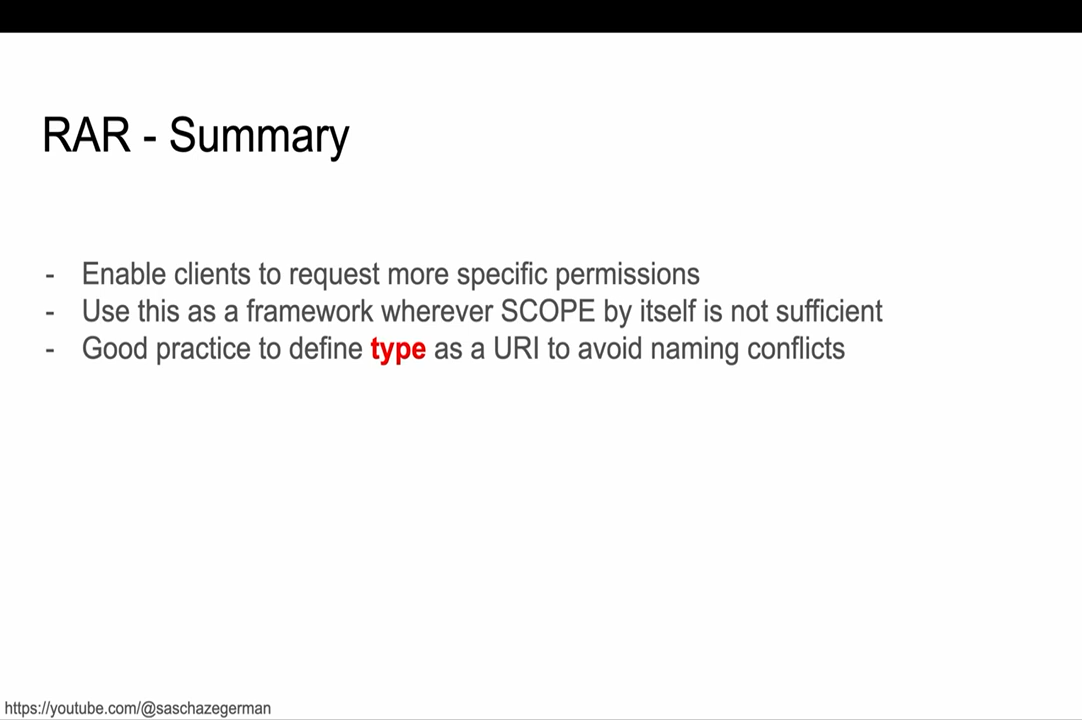 RAR - Summary
- Enable clients to request more specific permissions
- Use this as a framework wherever SCOPE by itself is not sufficient
- Good practice to define type as a URI to avoid naming conflicts
https://youtube.com/@saschazegerman